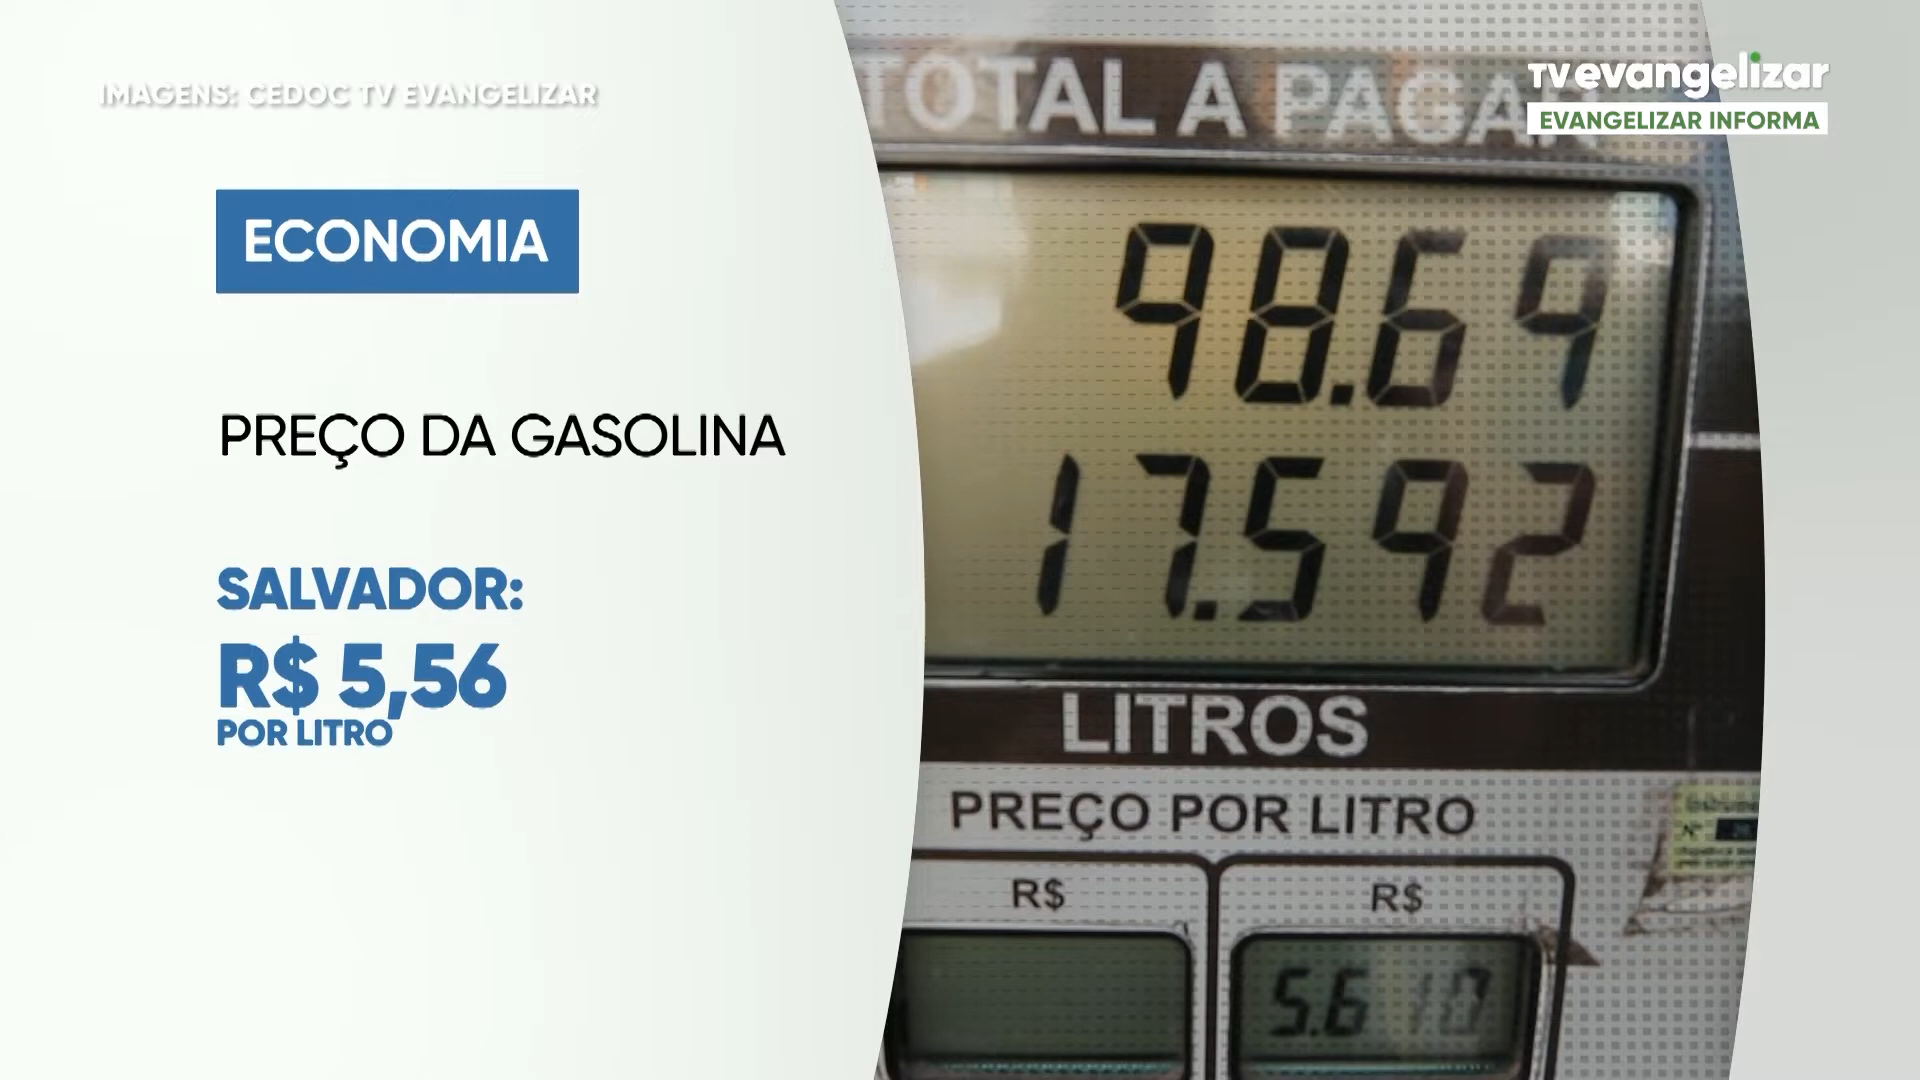 IMAGENS: CEDOC TV EVANGELIZAR
TVevangelizar
EVANGELIZAR INFORMA
ECONOMIA
PREÇO DA GASOLINA
SALVADOR:
R$ 5,56
POR LITRO
TOTAL A PAGAR
98.69
17.592
LITROS
PREÇO POR LITRO
R$
R$
5.610
Nº